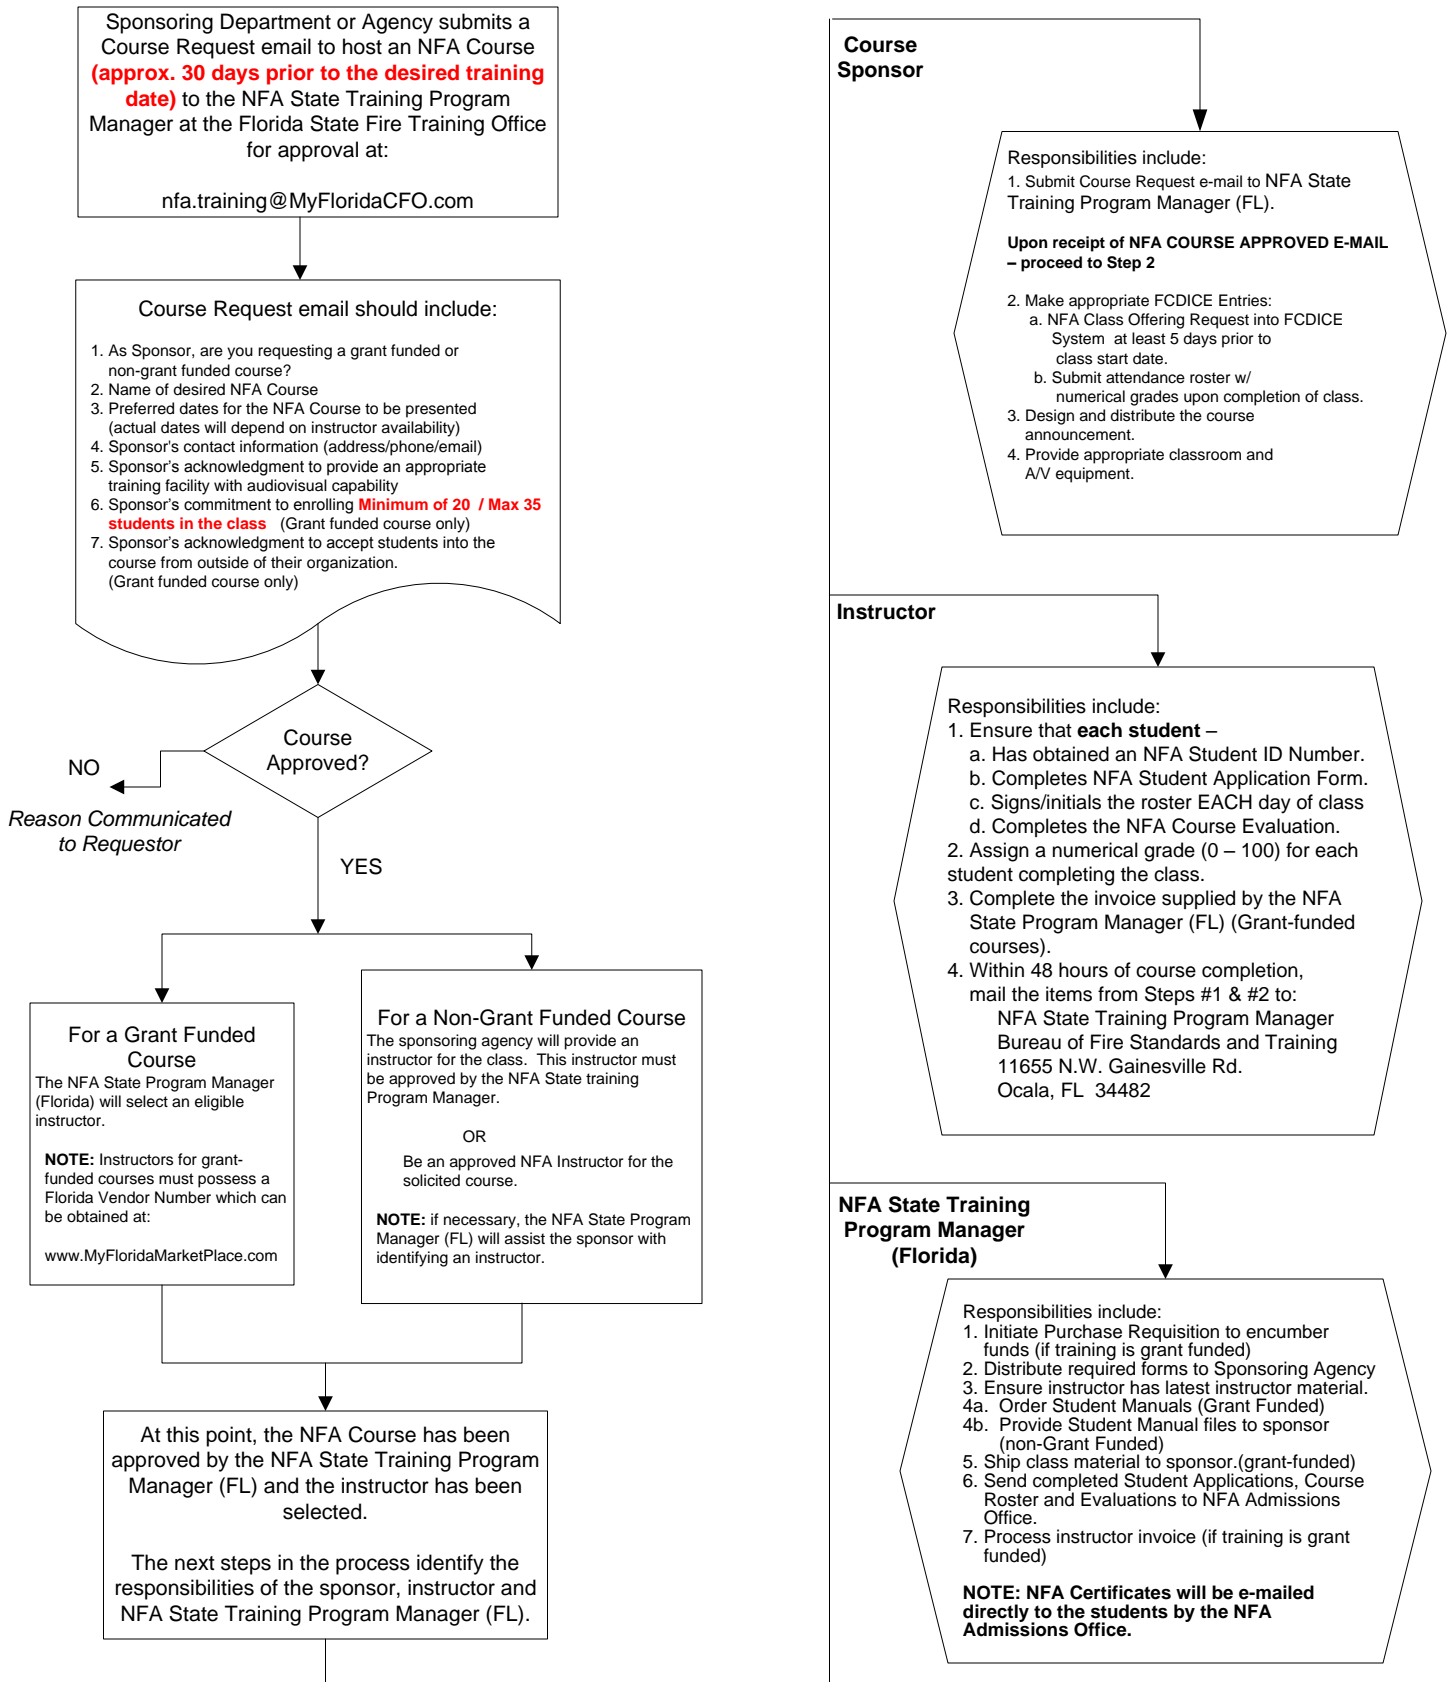 Sponsoring Department or Agency submits a
Course Request email to host an NFA Course
(approx. 30 days prior to the desired training
date) to the NFA State Training Program
Manager at the Florida State Fire Training Office
for approval at:
nfa.training@MyFloridaCFO.com
Course Request email should include:
1. As Sponsor, are you requesting a grant funded or
non-grant funded course?
2. Name of desired NFA Course
3. Preferred dates for the NFA Course to be presented
(actual dates will depend on instructor availability)
4. Sponsor's contact information (address/phone/email)
5. Sponsor's acknowledgment to provide an appropriate
training facility with audiovisual capability
6. Sponsor's commitment to enrolling Minimum of 20 / Max 35
students in the class (Grant funded course only)
7. Sponsor's acknowledgment to accept students into the
course from outside of their organization.
(Grant funded course only)
Course
Approved?
NO
Reason Communicated
to Requestor
YES
For a Grant Funded
Course
The NFA State Program Manager
(Florida) will select an eligible
instructor.
NOTE: Instructors for grant-
funded courses must possess a
Florida Vendor Number which can
be obtained at:
www.MyFloridaMarketPlace.com
For a Non-Grant Funded Course
The sponsoring agency will provide an
instructor for the class. This instructor must
be approved by the NFA State training
Program Manager.
OR
Be an approved NFA Instructor for the
solicited course.
NOTE: if necessary, the NFA State Program
Manager (FL) will assist the sponsor with
identifying an instructor.
At this point, the NFA Course has been
approved by the NFA State Training Program
Manager (FL) and the instructor has been
selected.
The next steps in the process identify the
responsibilities of the sponsor, instructor and
NFA State Training Program Manager (FL).
Course
Sponsor
Responsibilities include:
1. Submit Course Request e-mail to NFA State
Training Program Manager (FL).
Upon receipt of NFA COURSE APPROVED E-MAIL
– proceed to Step 2
2. Make appropriate FCDICE Entries:
a. NFA Class Offering Request into FCDICE
System at least 5 days prior to
class start date.
b. Submit attendance roster w/
numerical grades upon completion of class.
3. Design and distribute the course
announcement.
4. Provide appropriate classroom and
A/V equipment.
Instructor
Responsibilities include:
1. Ensure that each student –
a. Has obtained an NFA Student ID Number.
b. Completes NFA Student Application Form.
c. Signs/initials the roster EACH day of class
d. Completes the NFA Course Evaluation.
2. Assign a numerical grade (0 – 100) for each
student completing the class.
3. Complete the invoice supplied by the NFA
State Program Manager (FL) (Grant-funded
courses).
4. Within 48 hours of course completion,
mail the items from Steps #1 & #2 to:
NFA State Training Program Manager
Bureau of Fire Standards and Training
11655 N.W. Gainesville Rd.
Ocala, FL 34482
NFA State Training
Program Manager
(Florida)
Responsibilities include:
1. Initiate Purchase Requisition to encumber
funds (if training is grant funded)
2. Distribute required forms to Sponsoring Agency
3. Ensure instructor has latest instructor material.
4a. Order Student Manuals (Grant Funded)
4b. Provide Student Manual files to sponsor
(non-Grant Funded)
5. Ship class material to sponsor.(grant-funded)
6. Send completed Student Applications, Course
Roster and Evaluations to NFA Admissions
Office.
7. Process instructor invoice (if training is grant
funded)
NOTE: NFA Certificates will be e-mailed
directly to the students by the NFA
Admissions Office.